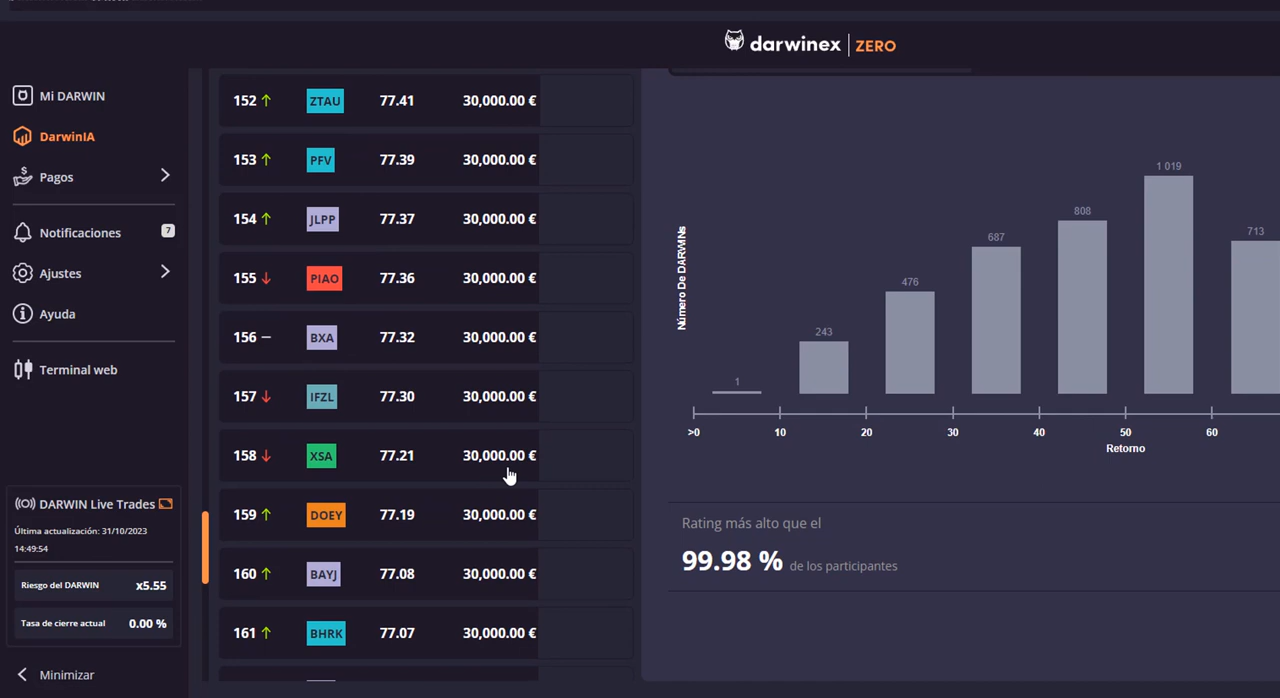 darwinex | ZERO
Mi DARWIN
DarwinIA
Pagos
Notificaciones 7
Ajustes
Ayuda
Terminal web
DARWIN Live Trades
Última actualización: 31/10/2023
14:49:54
Riesgo del DARWIN x5.55
Tasa de cierre actual 0.00 %
Minimizar
152 ↑ ZTAU 77.41 30,000.00 €
153 ↑ PFV 77.39 30,000.00 €
154 ↑ JLPP 77.37 30,000.00 €
155 ↓ PIAO 77.36 30,000.00 €
156 – BXA 77.32 30,000.00 €
157 ↓ IFZL 77.30 30,000.00 €
158 ↓ XSA 77.21 30,000.00 €
159 ↑ DOEY 77.19 30,000.00 €
160 ↑ BAYJ 77.08 30,000.00 €
161 ↑ BHRK 77.07 30,000.00 €
Número De DARWINs
1 243 476 687 808 1 019 713
>0 10 20 30 40 50 60
Retorno
Rating más alto que el
99.98 % de los participantes